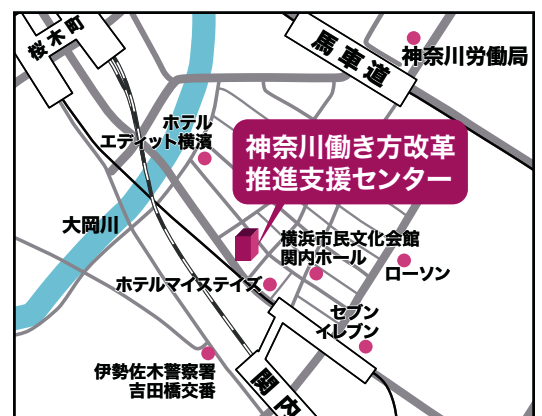 桜木町
馬車道
神奈川労働局
ホテル
エディット横濱
神奈川働き方改革
推進支援センター
大岡川
横浜市民文化会館
関内ホール
ローソン
ホテルマイステイズ
セブン
イレブン
伊勢佐木警察署
吉田橋交番
関内